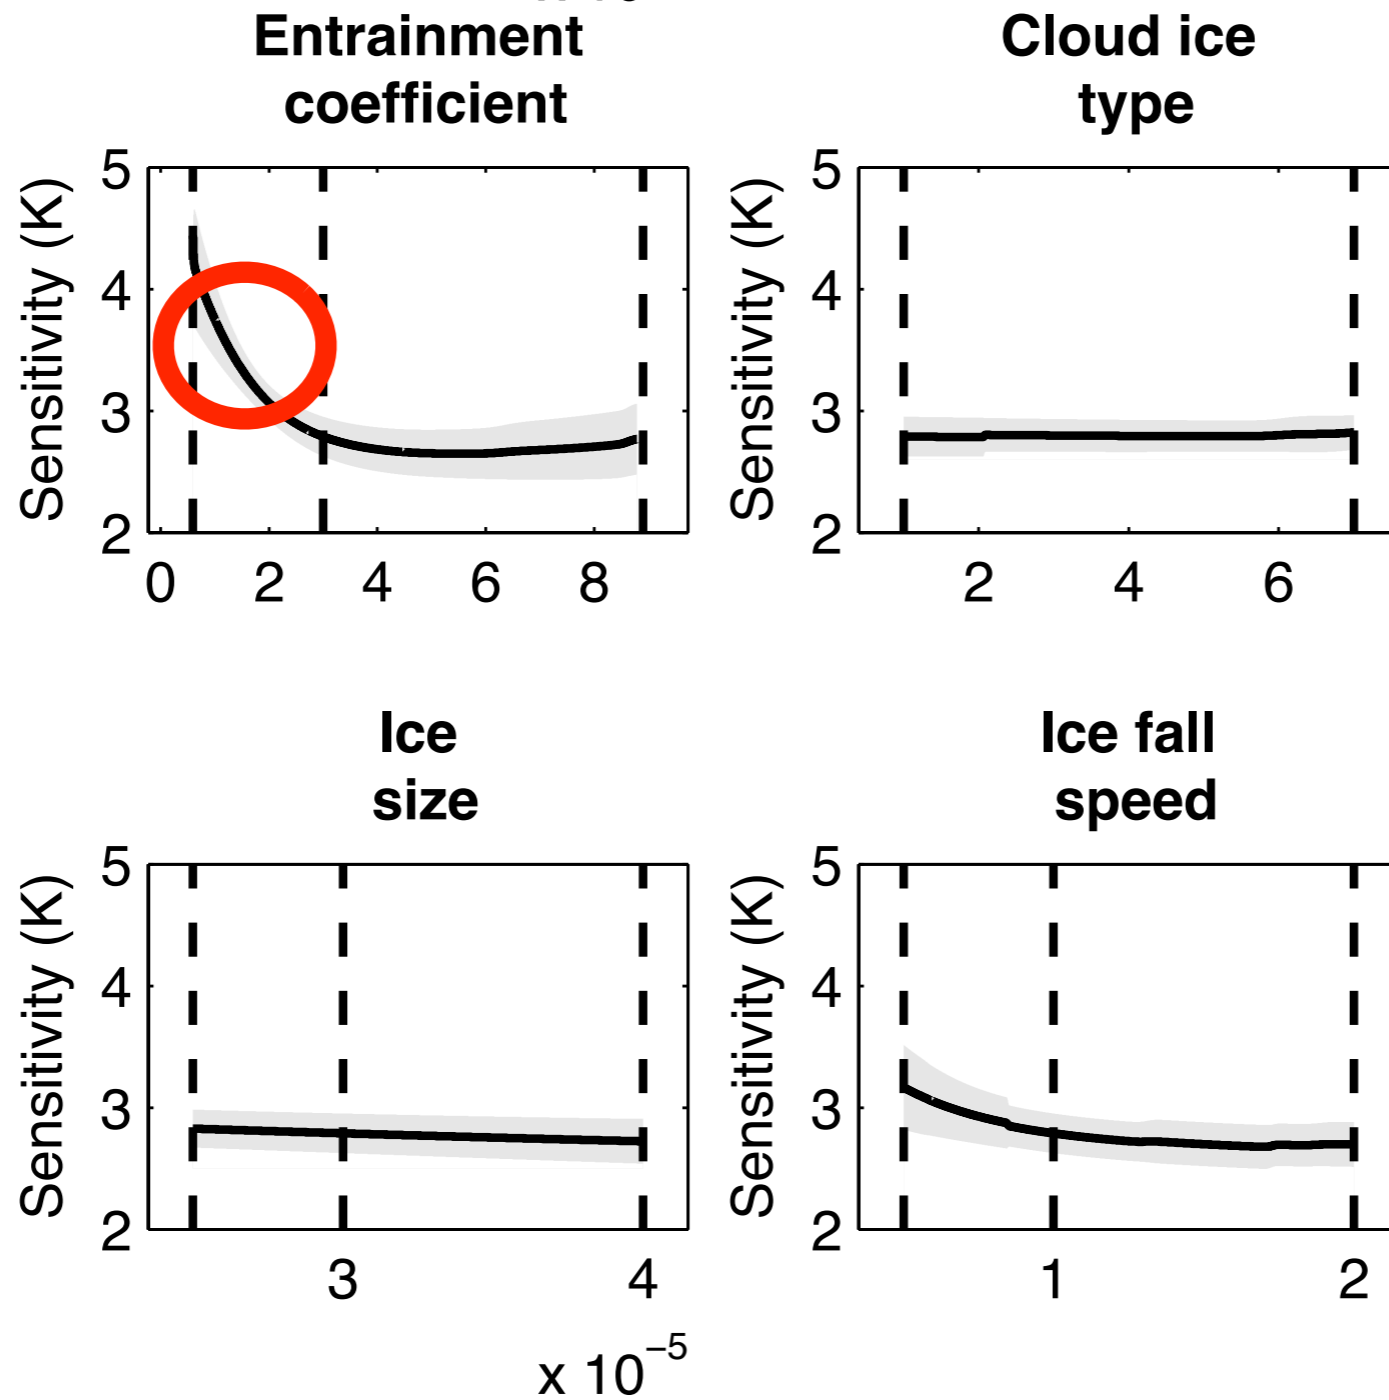 Entrainment
coefficient
Cloud ice
type
Sensitivity (K)
5
4
3
2
0 2 4 6 8
Sensitivity (K)
5
4
3
2
2 4 6
Ice
size
Ice fall
speed
Sensitivity (K)
5
4
3
2
3 4
x 10⁻⁵
Sensitivity (K)
5
4
3
2
1 2